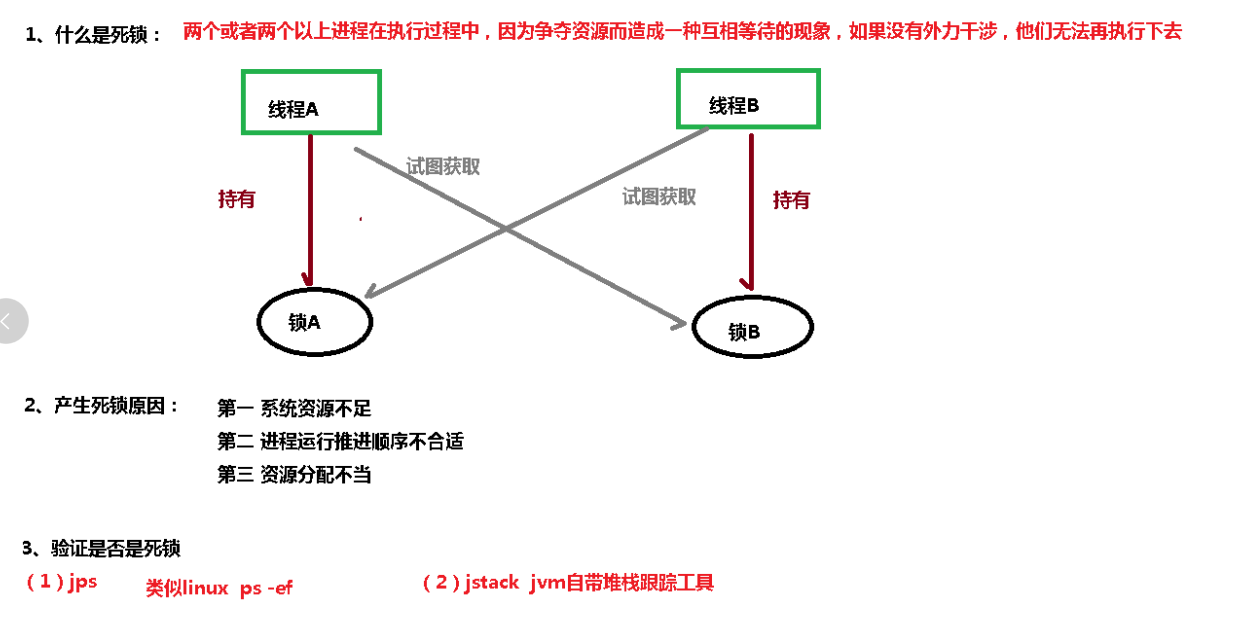 1、什么是死锁： 两个或者两个以上进程在执行过程中，因为争夺资源而造成一种互相等待的现象，如果没有外力干涉，他们无法再执行下去
线程A
线程B
试图获取
持有
试图获取
持有
锁A
锁B
2、产生死锁原因： 第一 系统资源不足
第二 进程运行推进顺序不合适
第三 资源分配不当
3、验证是否是死锁
（1）jps 类似linux ps -ef （2）jstack jvm自带堆栈跟踪工具